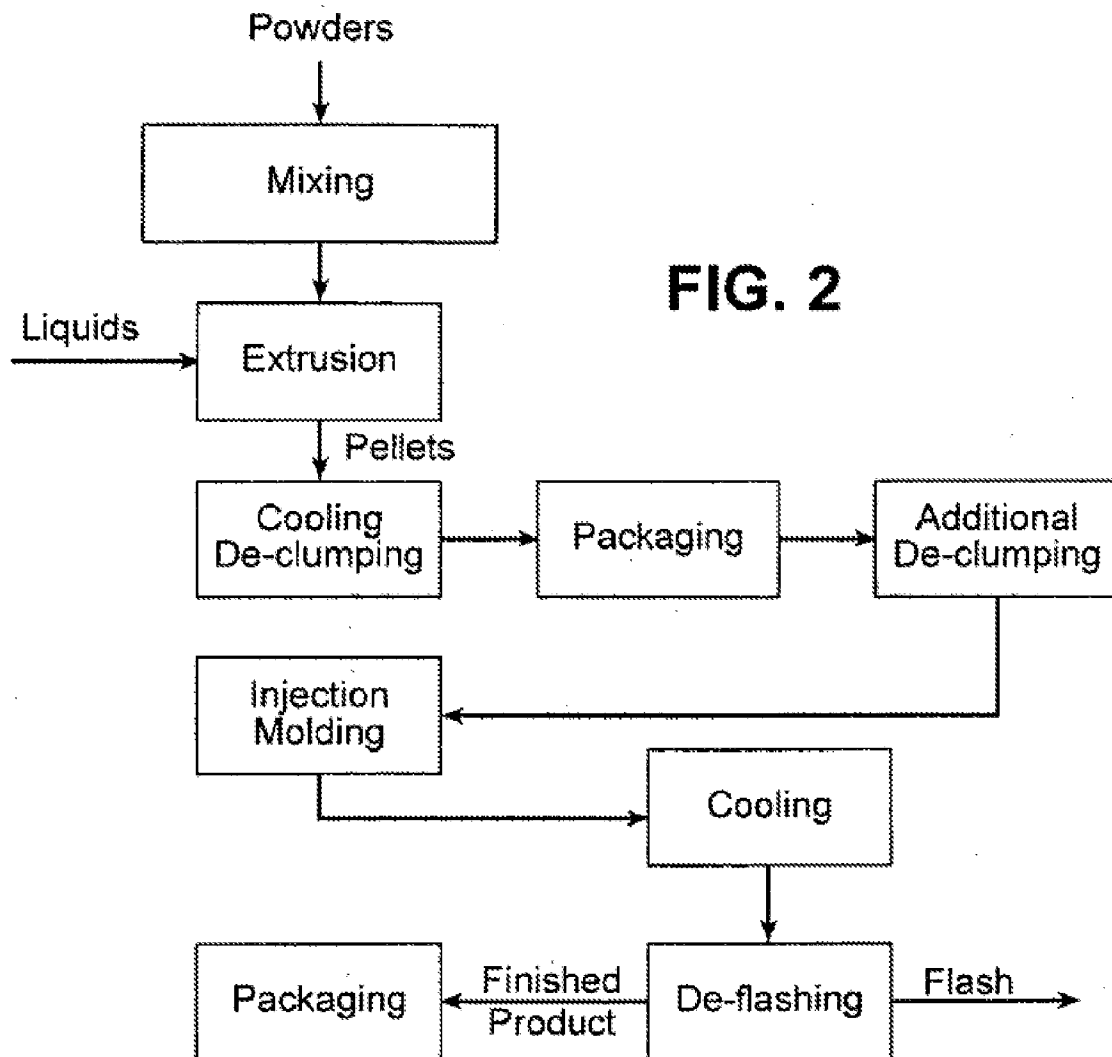 Powders
Mixing
FIG. 2
Liquids
Extrusion
Pellets
Cooling
De-clumping
Packaging
Additional
De-clumping
Injection
Molding
Cooling
Packaging
Finished
Product
De-flashing
Flash